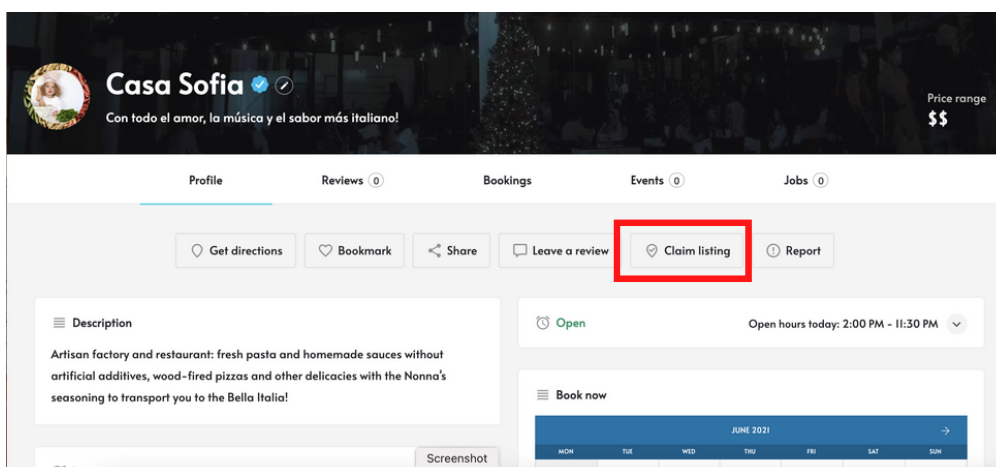 Casa Sofia
Con todo el amor, la música y el sabor más italiano!
Price range
$$
Profile
Reviews 0
Bookings
Events 0
Jobs 0
Get directions
Bookmark
Share
Leave a review
Claim listing
Report
Description
Artisan factory and restaurant: fresh pasta and homemade sauces without
artificial additives, wood-fired pizzas and other delicacies with the Nonna's
seasoning to transport you to the Bella Italia!
Open
Open hours today: 2:00 PM - 11:30 PM
Book now
JUNE 2021
MON TUE WED THU FRI SAT SUN
Screenshot